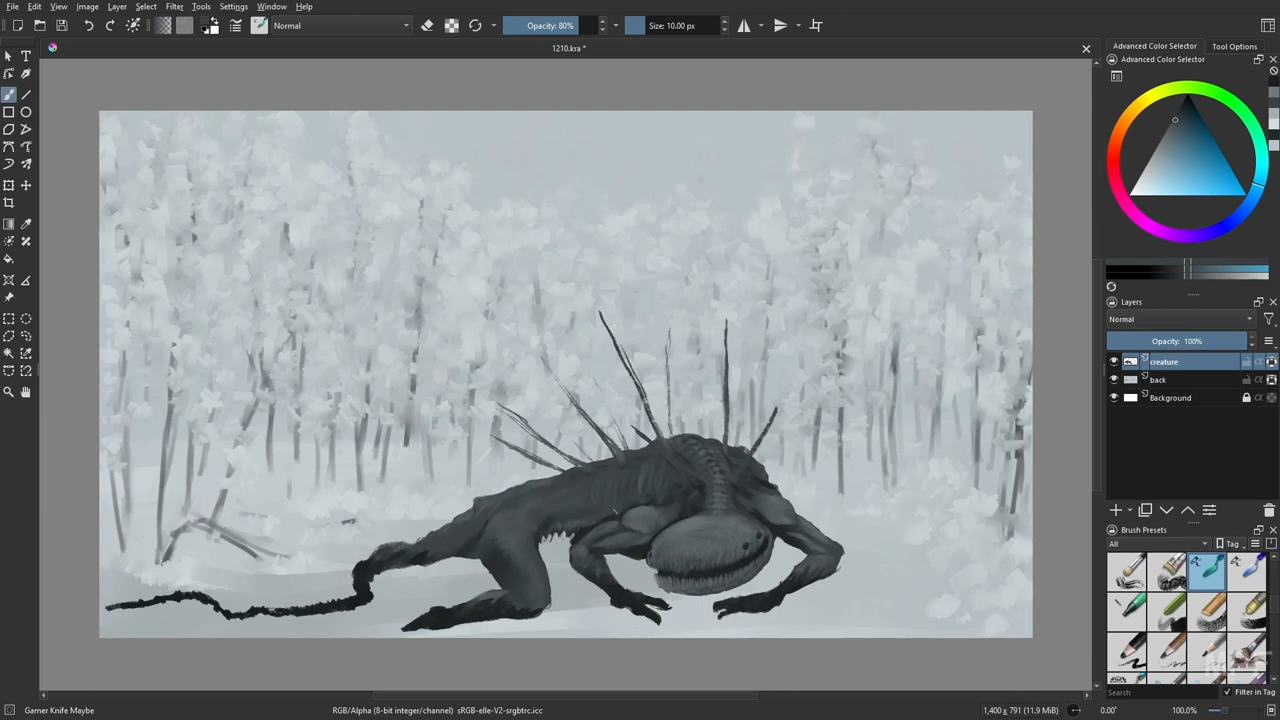 File Edit View Image Layer Select Filter Tools Settings Window Help
Normal Opacity: 80% Size: 10.00 px
1210.kra *
Advanced Color Selector Tool Options
Advanced Color Selector
Layers
Normal
Opacity: 100%
creature
back
Background
Brush Presets
All Tag
Search Filter in Tag
Gamer Knife Maybe RGB/Alpha (8-bit integer/channel) sRGB-elle-V2-srgbtrc.icc 1,400 x 791 (11.9 MiB) 0.00° 100.0%